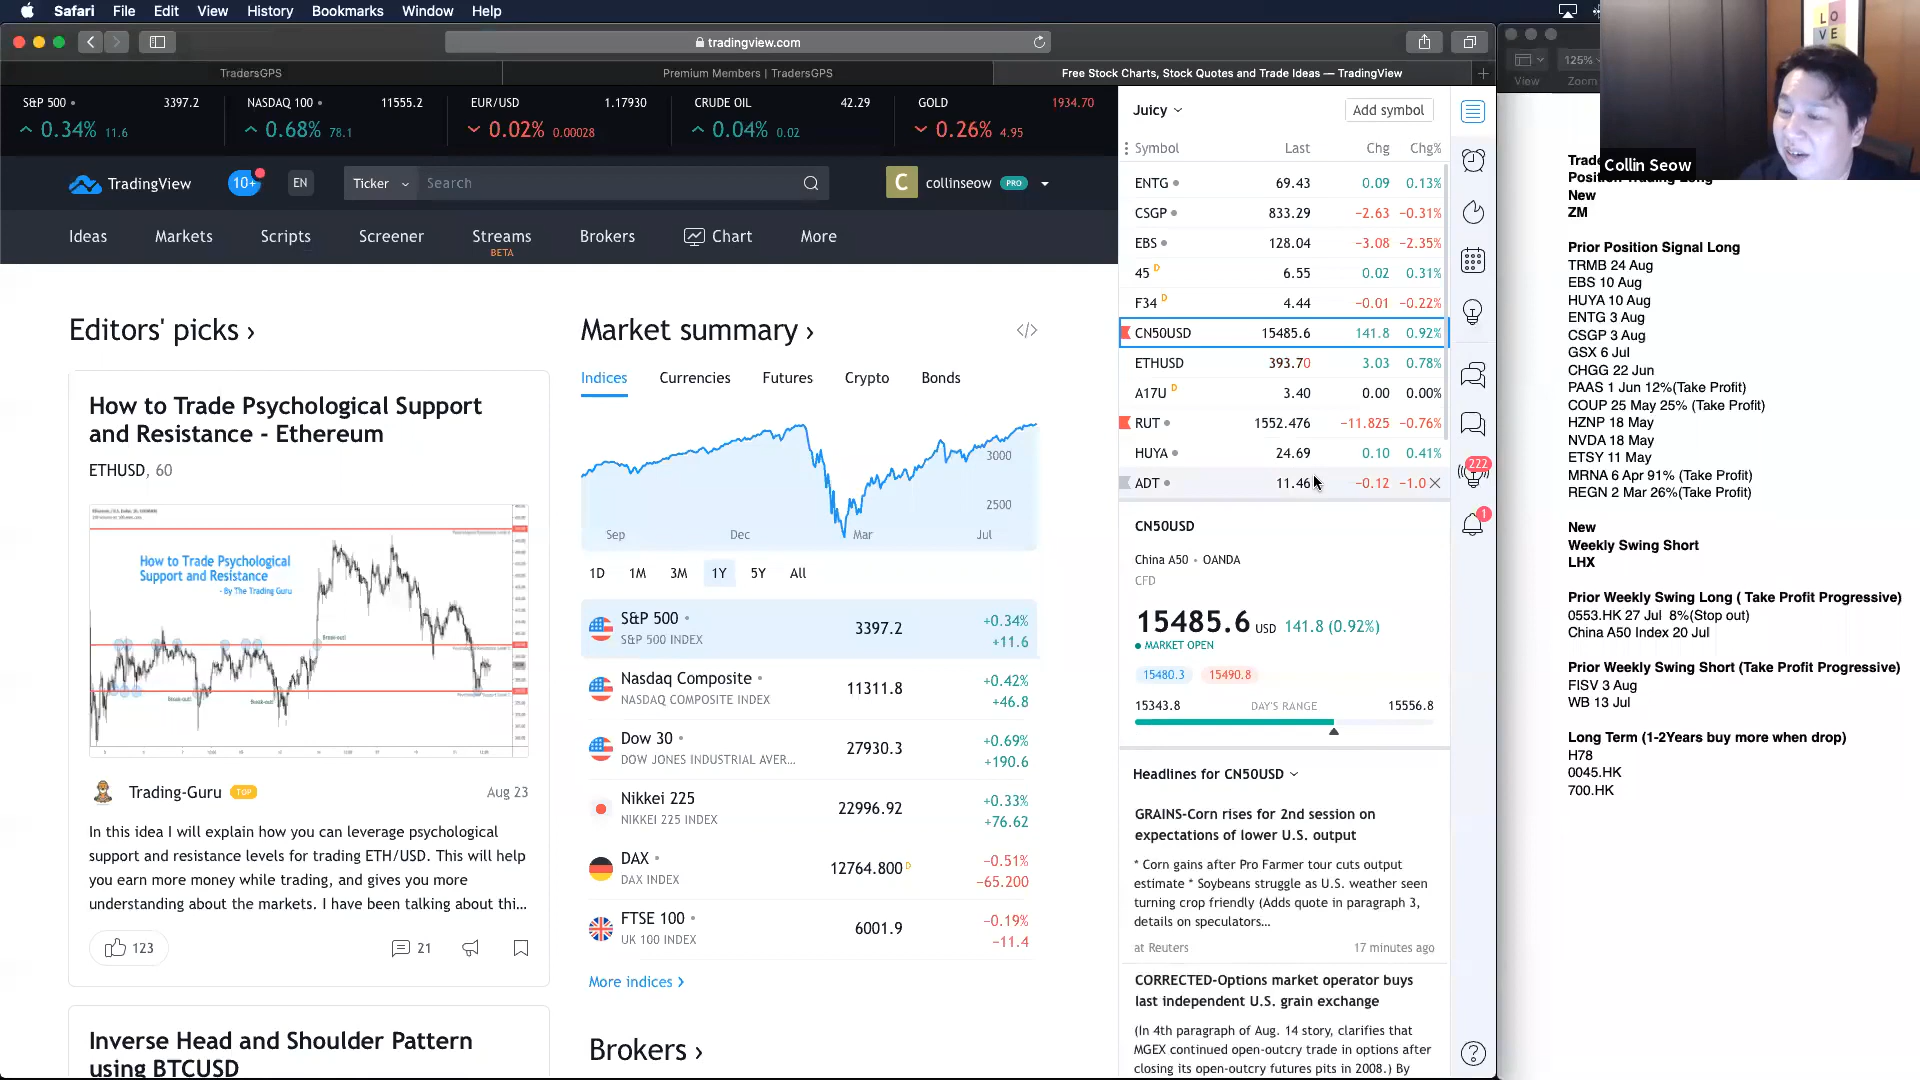 Safari File Edit View History Bookmarks Window Help
tradingview.com
TradersGPS
Premium Members | TradersGPS
Free Stock Charts, Stock Quotes and Trade Ideas — TradingView
S&P 500 3397.2
0.34% 11.6
NASDAQ 100 11555.2
0.68% 78.1
EUR/USD 1.17930
0.02% 0.00028
CRUDE OIL 42.29
0.04% 0.02
GOLD 1934.70
0.26% 4.95
TradingView 10+ EN Ticker Search C collinseow PRO
Ideas Markets Scripts Screener Streams Brokers Chart More
BETA
Editors' picks ›
How to Trade Psychological Support
and Resistance - Ethereum
ETHUSD, 60
How to Trade Psychological
Support and Resistance
- By The Trading Guru
Trading-Guru TOP Aug 23
In this idea I will explain how you can leverage psychological
support and resistance levels for trading ETH/USD. This will help
you earn more money while trading, and gives you more
understanding about the markets. I have been talking about thi...
123 21
Inverse Head and Shoulder Pattern
using BTCUSD
Market summary ›
</>
Indices Currencies Futures Crypto Bonds
3000
2500
Sep Dec Mar Jul
1D 1M 3M 1Y 5Y All
S&P 500 3397.2 +0.34%
S&P 500 INDEX +11.6
Nasdaq Composite 11311.8 +0.42%
NASDAQ COMPOSITE INDEX +46.8
Dow 30 27930.3 +0.69%
DOW JONES INDUSTRIAL AVER... +190.6
Nikkei 225 22996.92 +0.33%
NIKKEI 225 INDEX +76.62
DAX 12764.800 D −0.51%
DAX INDEX −65.200
FTSE 100 6001.9 −0.19%
UK 100 INDEX −11.4
More indices ›
Brokers ›
Juicy Add symbol
Symbol Last Chg Chg%
ENTG 69.43 0.09 0.13%
CSGP 833.29 −2.63 −0.31%
EBS 128.04 −3.08 −2.35%
45 D 6.55 0.02 0.31%
F34 D 4.44 −0.01 −0.22%
CN50USD 15485.6 141.8 0.92%
ETHUSD 393.70 3.03 0.78%
A17U D 3.40 0.00 0.00%
RUT 1552.476 −11.825 −0.76%
HUYA 24.69 0.10 0.41%
ADT 11.46 −0.12 −1.0
CN50USD
China A50 • OANDA
CFD
15485.6 USD 141.8 (0.92%)
MARKET OPEN
15480.3 15490.8
15343.8 DAY'S RANGE 15556.8
Headlines for CN50USD
GRAINS-Corn rises for 2nd session on
expectations of lower U.S. output
* Corn gains after Pro Farmer tour cuts output
estimate * Soybeans struggle as U.S. weather seen
turning crop friendly (Adds quote in paragraph 3,
details on speculators...
at Reuters 17 minutes ago
CORRECTED-Options market operator buys
last independent U.S. grain exchange
(In 4th paragraph of Aug. 14 story, clarifies that
MGEX continued open-outcry trade in options after
closing its open-outcry futures pits in 2008.) By
222
1
?
125%
View Zoom
LO
VE
Collin Seow
New
ZM
Prior Position Signal Long
TRMB 24 Aug
EBS 10 Aug
HUYA 10 Aug
ENTG 3 Aug
CSGP 3 Aug
GSX 6 Jul
CHGG 22 Jun
PAAS 1 Jun 12%(Take Profit)
COUP 25 May 25% (Take Profit)
HZNP 18 May
NVDA 18 May
ETSY 11 May
MRNA 6 Apr 91% (Take Profit)
REGN 2 Mar 26%(Take Profit)
New
Weekly Swing Short
LHX
Prior Weekly Swing Long ( Take Profit Progressive)
0553.HK 27 Jul 8%(Stop out)
China A50 Index 20 Jul
Prior Weekly Swing Short (Take Profit Progressive)
FISV 3 Aug
WB 13 Jul
Long Term (1-2Years buy more when drop)
H78
0045.HK
700.HK